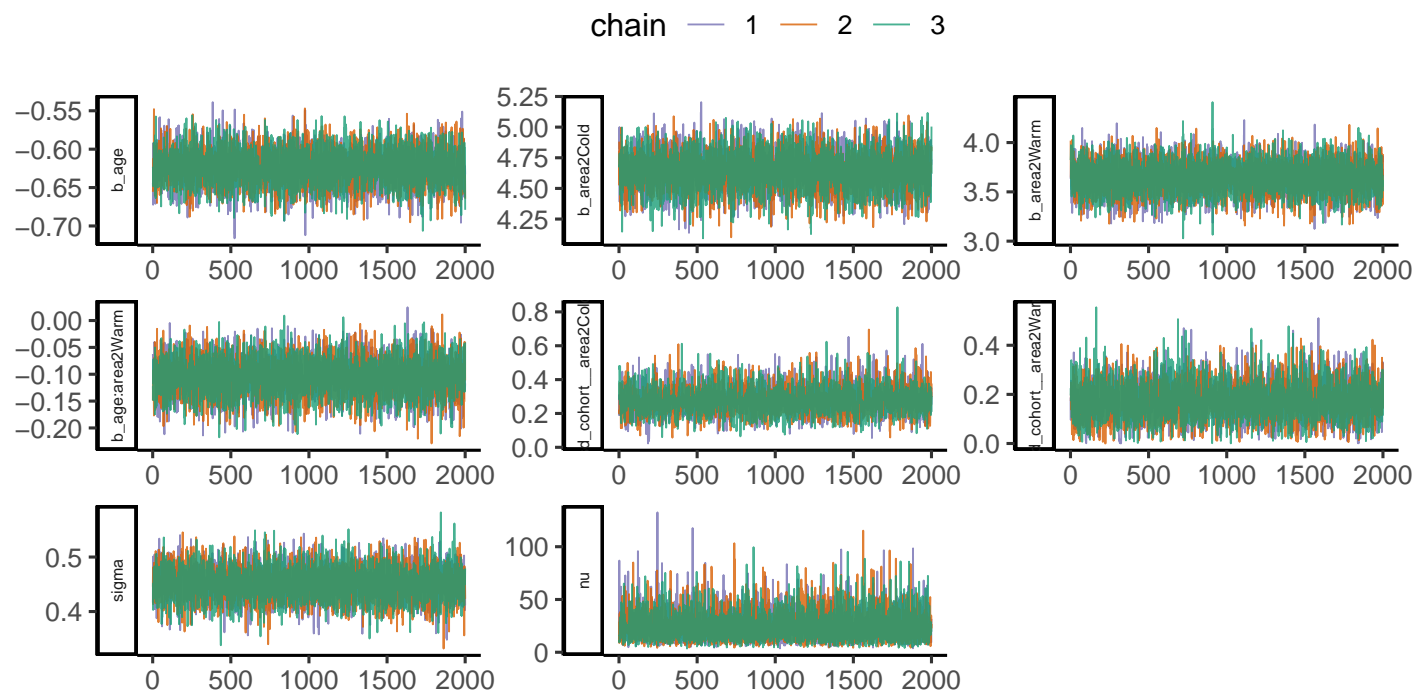 chain 1 2 3
b_age
−0.55
−0.60
−0.65
−0.70
0 500 1000 1500 2000
b_area2Cold
5.25
5.00
4.75
4.50
4.25
0 500 1000 1500 2000
b_area2Warm
4.0
3.5
3.0
0 500 1000 1500 2000
b_age:area2Warm
0.00
−0.05
−0.10
−0.15
−0.20
0 500 1000 1500 2000
d_cohort__area2Col
0.8
0.6
0.4
0.2
0.0
0 500 1000 1500 2000
d_cohort__area2War
0.4
0.2
0.0
0 500 1000 1500 2000
sigma
0.5
0.4
0 500 1000 1500 2000
nu
100
50
0
0 500 1000 1500 2000